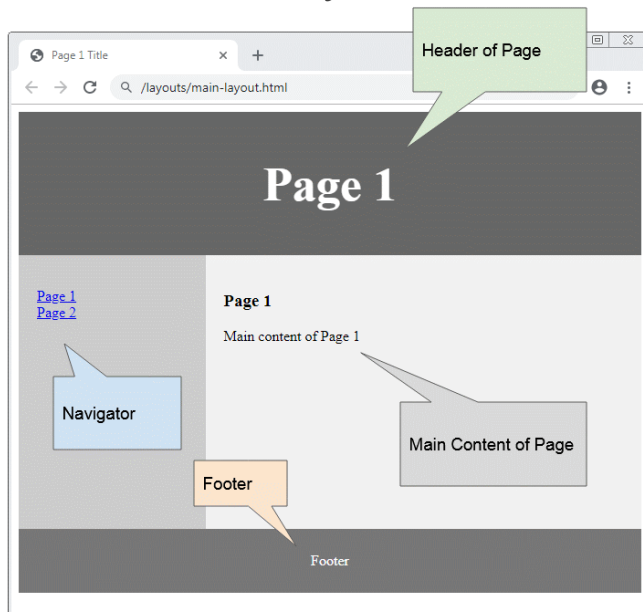 Page 1 Title
/layouts/main-layout.html
Header of Page
Page 1
Page 1
Page 2
Page 1
Main content of Page 1
Navigator
Main Content of Page
Footer
Footer